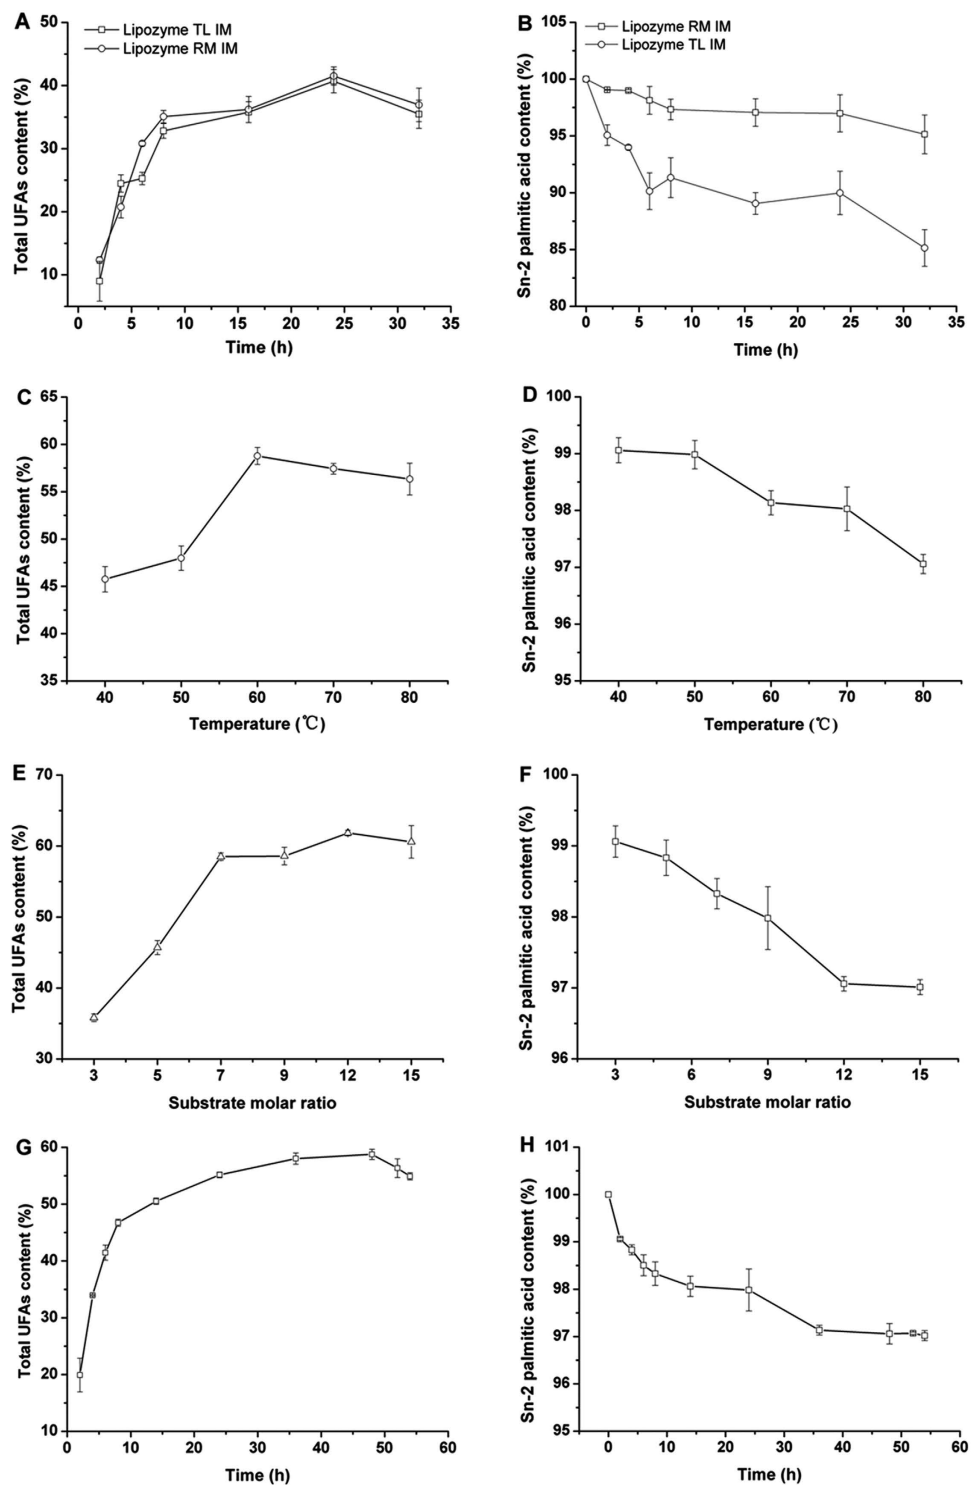 A
Lipozyme TL IM
Lipozyme RM IM
Total UFAs content (%)
50
40
30
20
10
0 5 10 15 20 25 30 35
Time (h)
B
Lipozyme RM IM
Lipozyme TL IM
Sn-2 palmitic acid content (%)
105
100
95
90
85
80
0 5 10 15 20 25 30 35
Time (h)
C
Total UFAs content (%)
65
60
55
50
45
40
35
40 50 60 70 80
Temperature (℃)
D
Sn-2 palmitic acid content (%)
100
99
98
97
96
95
40 50 60 70 80
Temperature (℃)
E
Total UFAs content (%)
70
60
50
40
30
3 5 7 9 12 15
Substrate molar ratio
F
Sn-2 palmitic acid content (%)
100
99
98
97
96
3 6 9 12 15
Substrate molar ratio
G
Total UFAs content (%)
60
50
40
30
20
10
0 10 20 30 40 50 60
Time (h)
H
Sn-2 palmitic acid content (%)
101
100
99
98
97
96
95
0 10 20 30 40 50 60
Time (h)